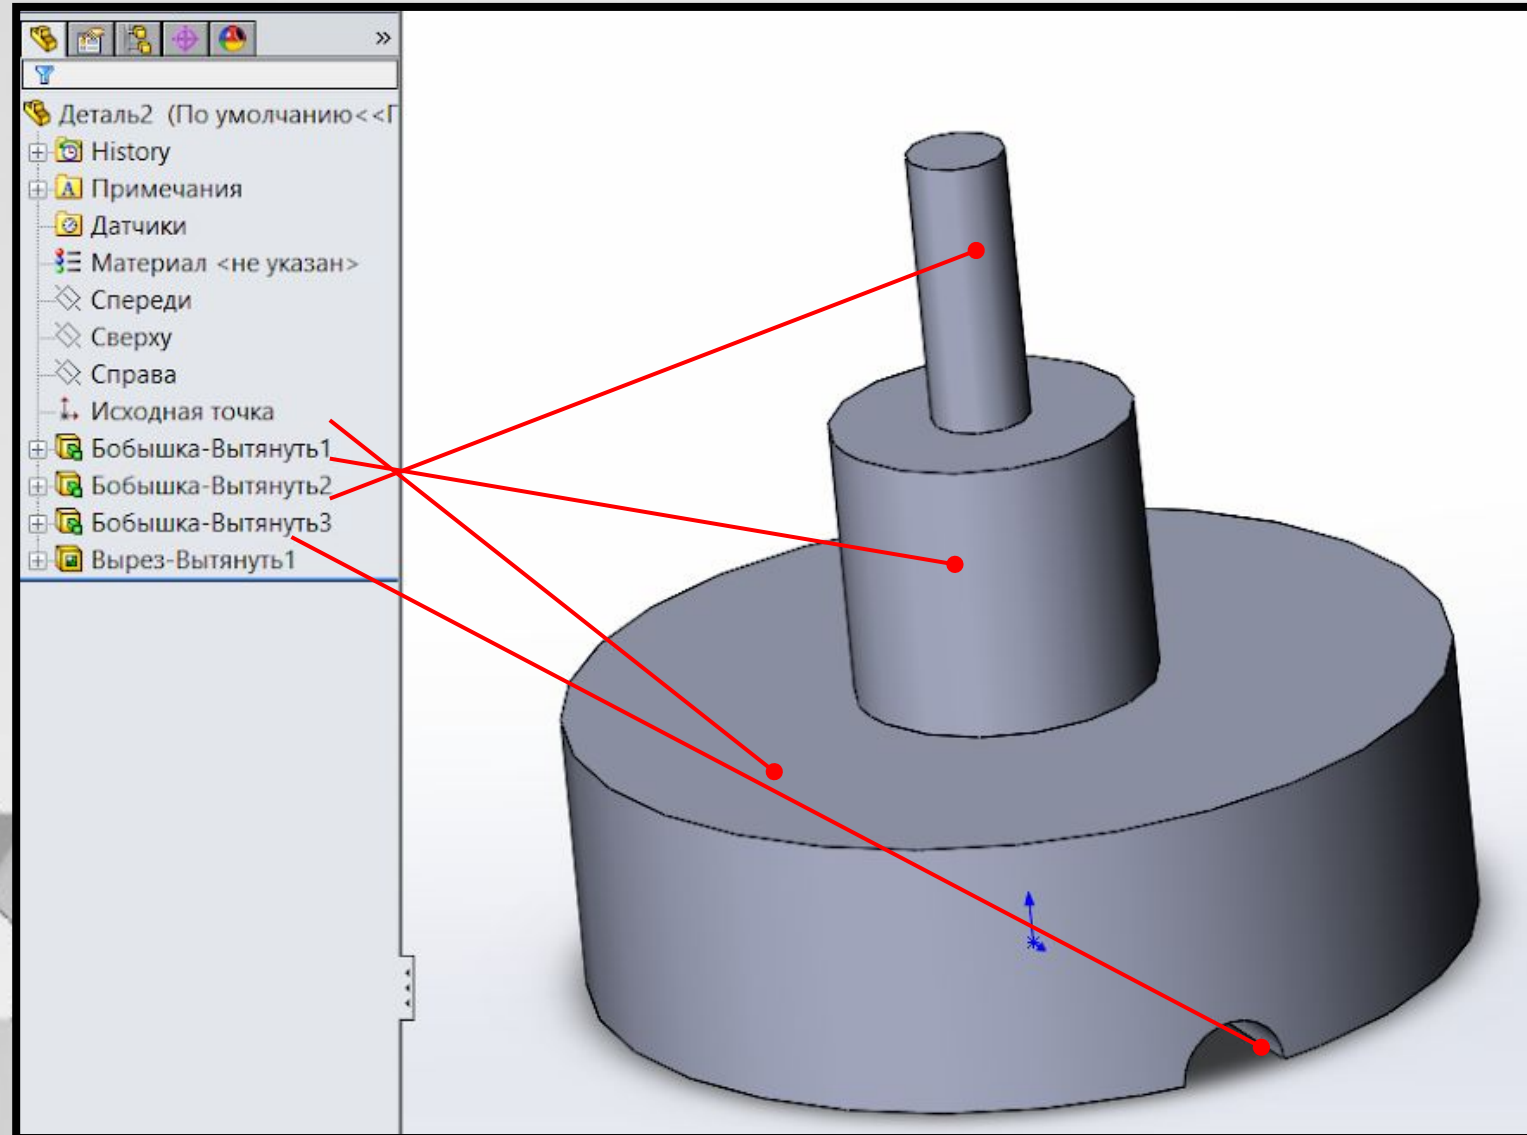 »
Деталь2 (По умолчанию<<П
History
Примечания
Датчики
Материал <не указан>
Спереди
Сверху
Справа
Исходная точка
Бобышка-Вытянуть1
Бобышка-Вытянуть2
Бобышка-Вытянуть3
Вырез-Вытянуть1